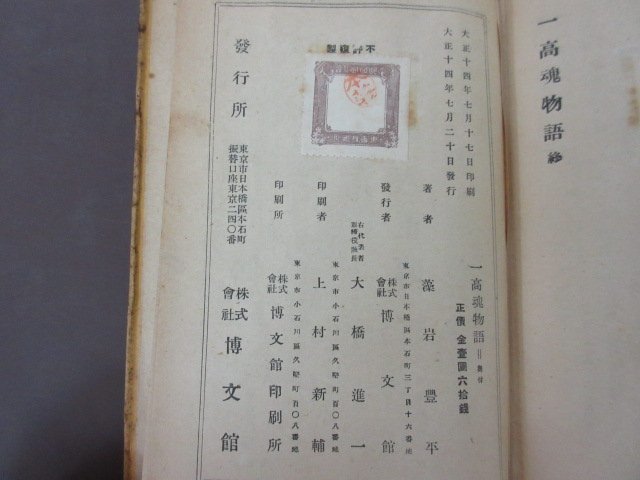 一高魂物語 終
大正十四年七月十七日印刷
大正十四年七月二十日發行
不許複製
一高魂物語
正價 金壹圓六拾錢
著者 藻岩豐平
東京市日本橋區本石町三丁目十六番地
發行者 株式會社 博文館
右代表者
大橋進一
東京市小石川區久堅町百〇八番地
印刷者 上村新輔
東京市小石川區久堅町百〇八番地
印刷所 株式會社 博文館印刷所
發行所
東京市日本橋區本石町
振替口座東京二四〇番
株式會社 博文館